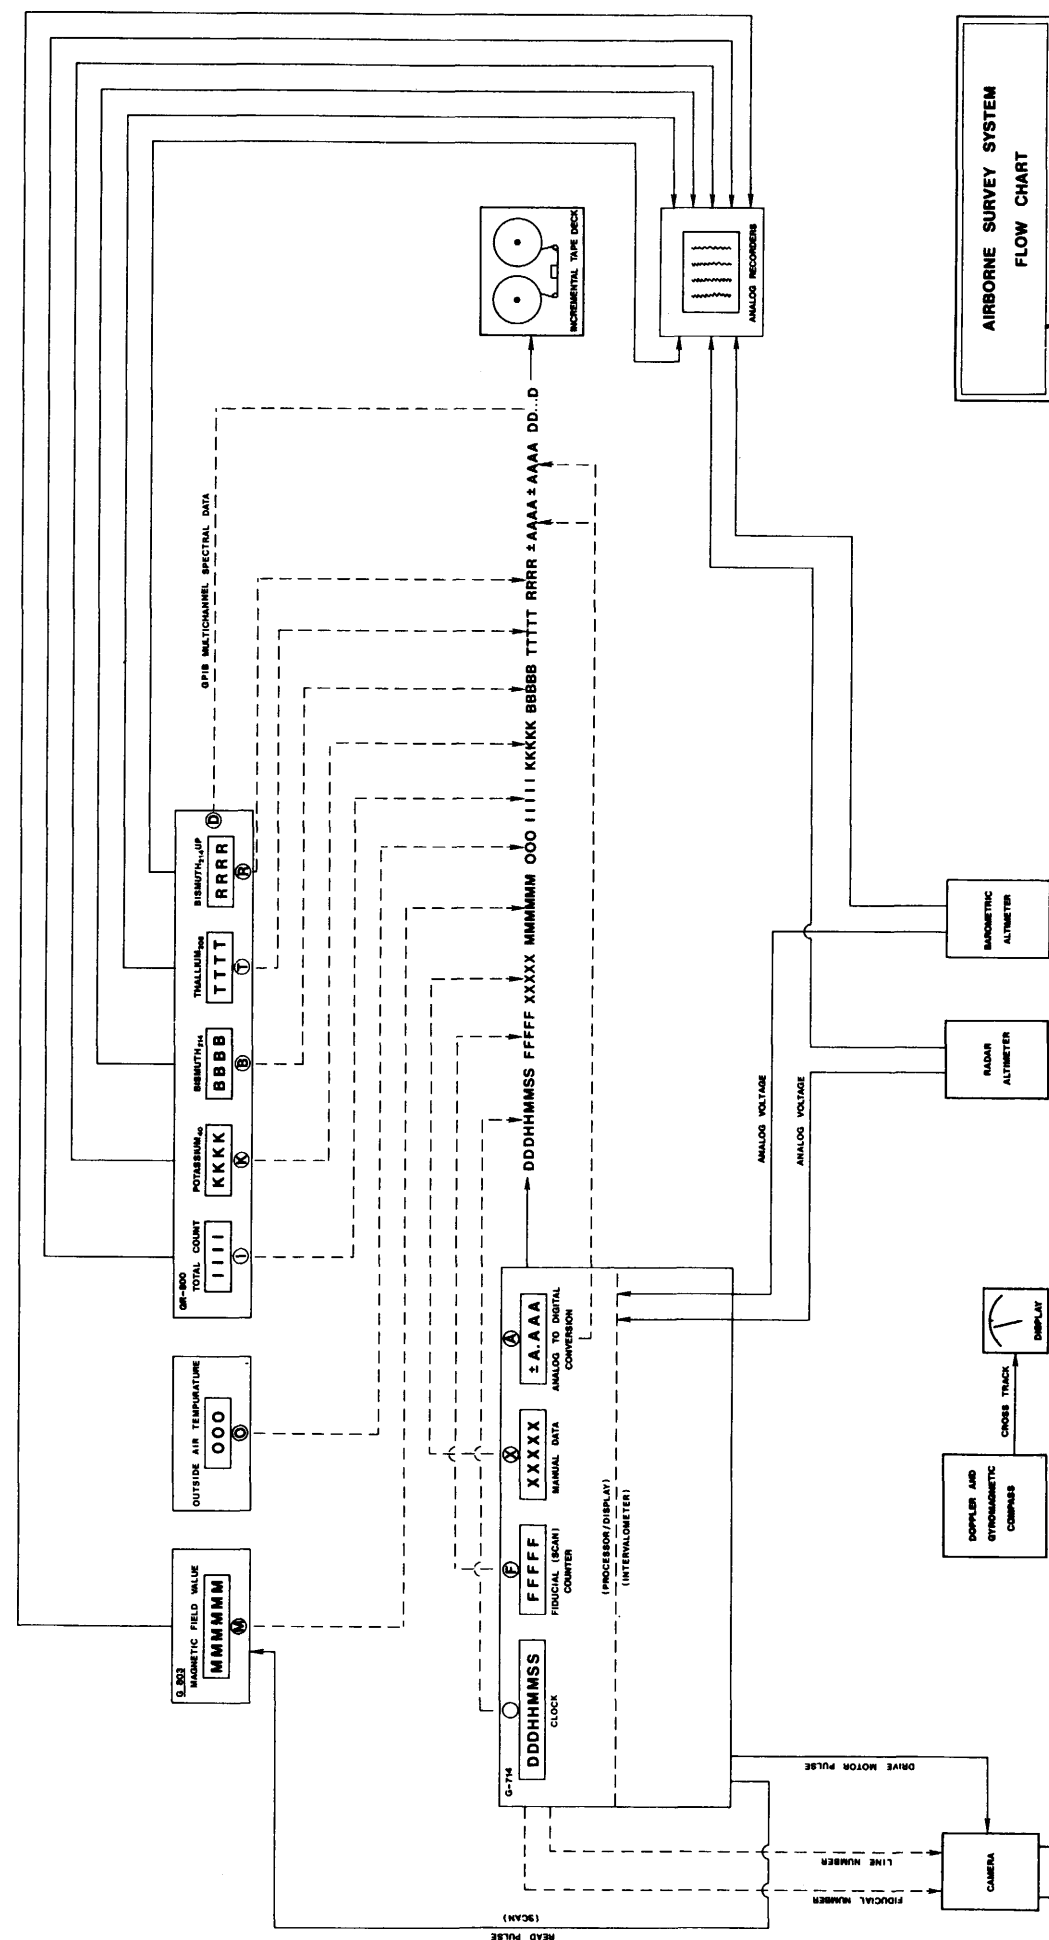 AIRBORNE SURVEY SYSTEM
FLOW CHART
G 803
MAGNETIC FIELD VALUE
MMMMMM
M
OUTSIDE AIR TEMPURATURE
OOO
O
GR-800
TOTAL COUNT
IIII
I
POTASSIUM40
KKKK
K
BISMUTH214
BBBB
B
THALLIUM208
TTTT
T
BISMUTH214UP
RRRR
R
D
GPIB MULTICHANNEL SPECTRAL DATA
INCREMENTAL TAPE DECK
ANALOG RECORDERS
DDDHHMMSS FFFFF XXXXX MMMMMM OOO IIIII KKKKK BBBBB TTTTT RRRR ±AAAA ±AAAA DD...D
G-714
DDDHHMMSS
CLOCK
F
FFFFF
FIDUCIAL (SCAN)
COUNTER
X
XXXXX
MANUAL DATA
A
±A.AAA
ANALOG TO DIGITAL
CONVERSION
(PROCESSOR/DISPLAY)
(INTERVALOMETER)
READ PULSE
(SCAN)
FIDUCIAL NUMBER
LINE NUMBER
DRIVE MOTOR PULSE
CAMERA
ANALOG VOLTAGE
ANALOG VOLTAGE
DOPPLER AND
GYROMAGNETIC
COMPASS
CROSS TRACK
DISPLAY
RADAR
ALTIMETER
BAROMETRIC
ALTIMETER